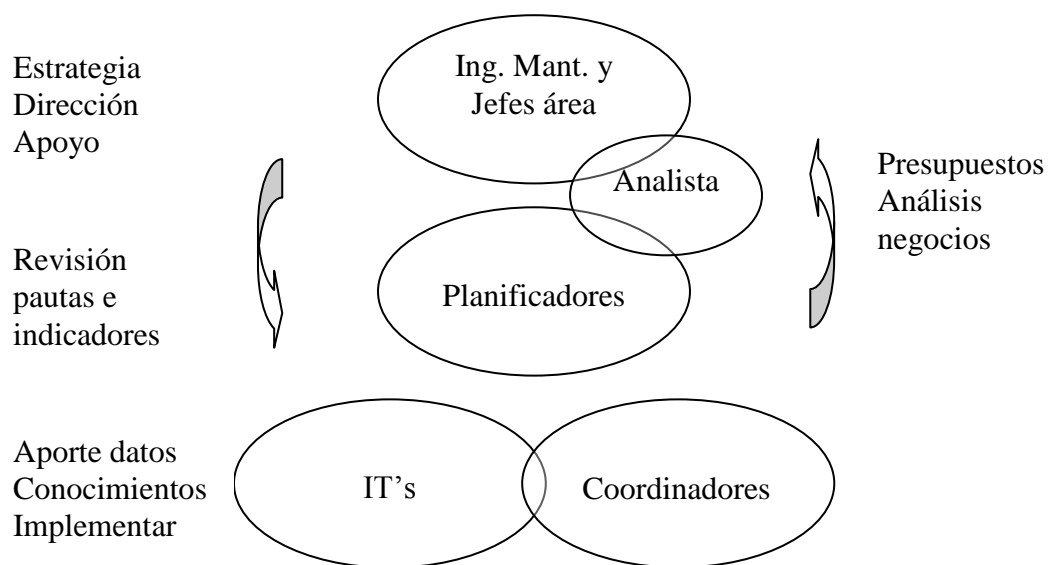 Estrategia
Dirección
Apoyo
Ing. Mant. y
Jefes área
Analista
Presupuestos
Análisis
negocios
Revisión
pautas e
indicadores
Planificadores
Aporte datos
Conocimientos
Implementar
IT’s
Coordinadores